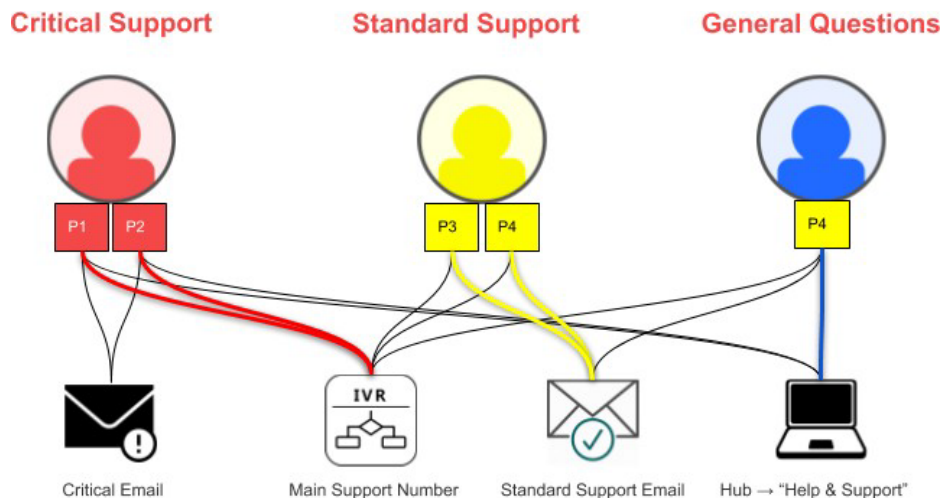 Critical Support
Standard Support
General Questions
P1
P2
P3
P4
P4
IVR
Critical Email
Main Support Number
Standard Support Email
Hub → “Help & Support”